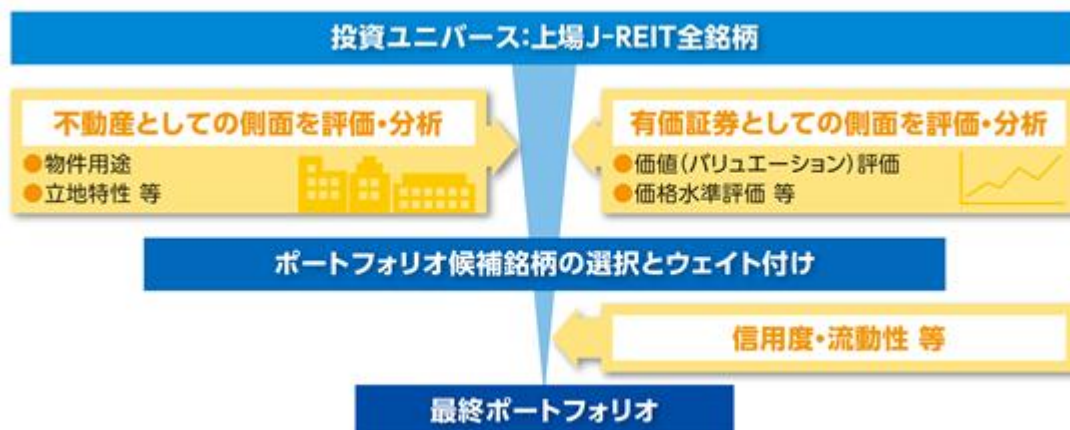 投資ユニバース:上場J-REIT全銘柄
不動産としての側面を評価・分析
●物件用途
●立地特性 等
有価証券としての側面を評価・分析
●価値(バリュエーション)評価
●価格水準評価 等
ポートフォリオ候補銘柄の選択とウェイト付け
信用度・流動性 等
最終ポートフォリオ